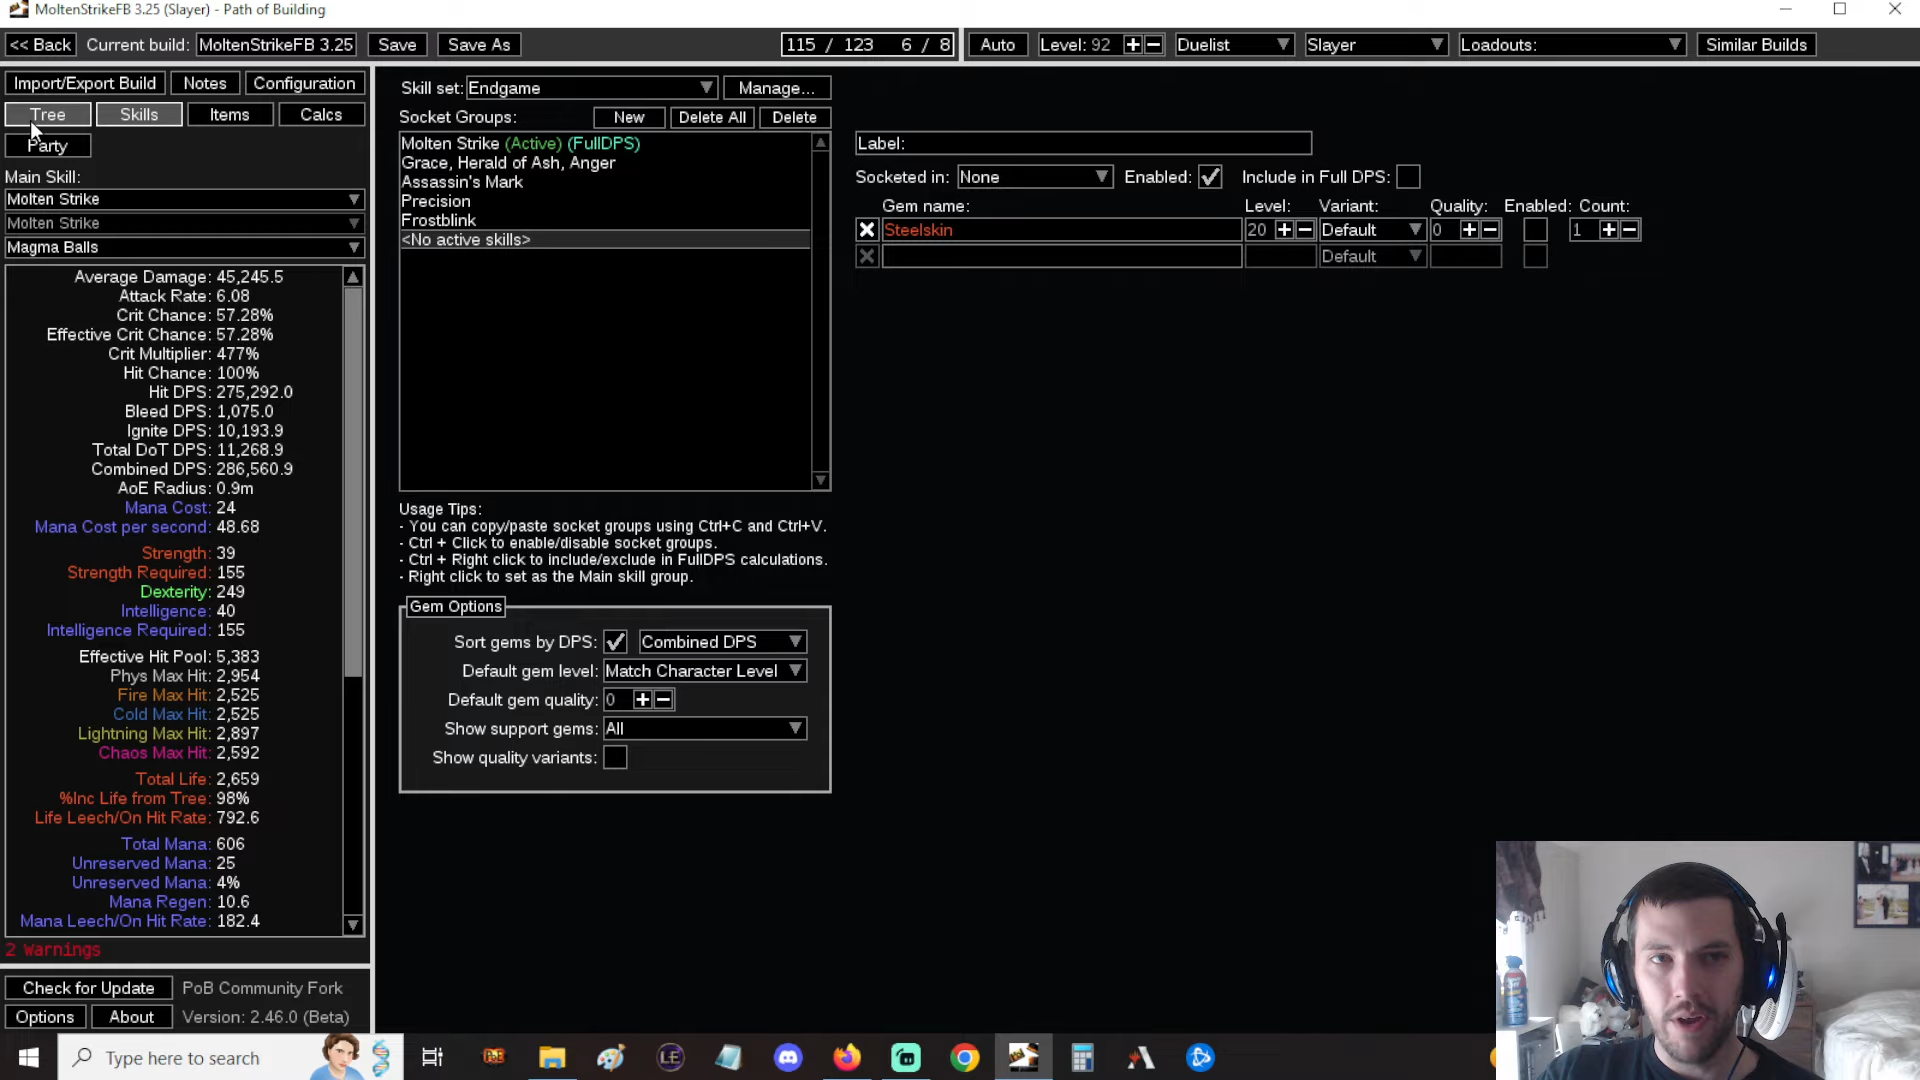 MoltenStrikeFB 3.25 (Slayer) - Path of Building
<< Back Current build: MoltenStrikeFB 3.25 Save Save As 115 / 123 6 / 8 Auto Level: 92 Duelist Slayer Loadouts: Similar Builds
Import/Export Build Notes Configuration
Tree Skills Items Calcs
Party
Main Skill:
Molten Strike
Molten Strike
Magma Balls
Average Damage: 45,245.5
Attack Rate: 6.08
Crit Chance: 57.28%
Effective Crit Chance: 57.28%
Crit Multiplier: 477%
Hit Chance: 100%
Hit DPS: 275,292.0
Bleed DPS: 1,075.0
Ignite DPS: 10,193.9
Total DoT DPS: 11,268.9
Combined DPS: 286,560.9
AoE Radius: 0.9m
Mana Cost: 24
Mana Cost per second: 48.68
Strength: 39
Strength Required: 155
Dexterity: 249
Intelligence: 40
Intelligence Required: 155
Effective Hit Pool: 5,383
Phys Max Hit: 2,954
Fire Max Hit: 2,525
Cold Max Hit: 2,525
Lightning Max Hit: 2,897
Chaos Max Hit: 2,592
Total Life: 2,659
%Inc Life from Tree: 98%
Life Leech/On Hit Rate: 792.6
Total Mana: 606
Unreserved Mana: 25
Unreserved Mana: 4%
Mana Regen: 10.6
Mana Leech/On Hit Rate: 182.4
2 Warnings
Check for Update PoB Community Fork
Options About Version: 2.46.0 (Beta)
Skill set: Endgame Manage...
Socket Groups: New Delete All Delete
Molten Strike (Active) (FullDPS)
Grace, Herald of Ash, Anger
Assassin's Mark
Precision
Frostblink
<No active skills>
Usage Tips:
- You can copy/paste socket groups using Ctrl+C and Ctrl+V.
- Ctrl + Click to enable/disable socket groups.
- Ctrl + Right click to include/exclude in FullDPS calculations.
- Right click to set as the Main skill group.
Gem Options
Sort gems by DPS: Combined DPS
Default gem level: Match Character Level
Default gem quality: 0
Show support gems: All
Show quality variants:
Label:
Socketed in: None Enabled: Include in Full DPS:
Gem name: Level: Variant: Quality: Enabled: Count:
Steelskin 20 Default 0 1
Default
Type here to search
PoE
LE